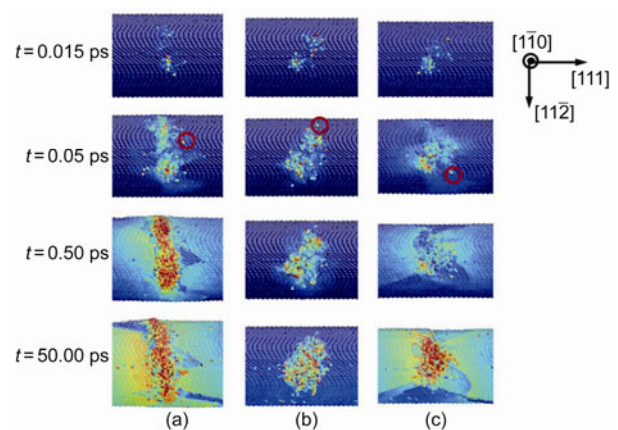 t = 0.015 ps
[11̅0]
[111]
[112̅]
t = 0.05 ps
t = 0.50 ps
t = 50.00 ps
(a) (b) (c)